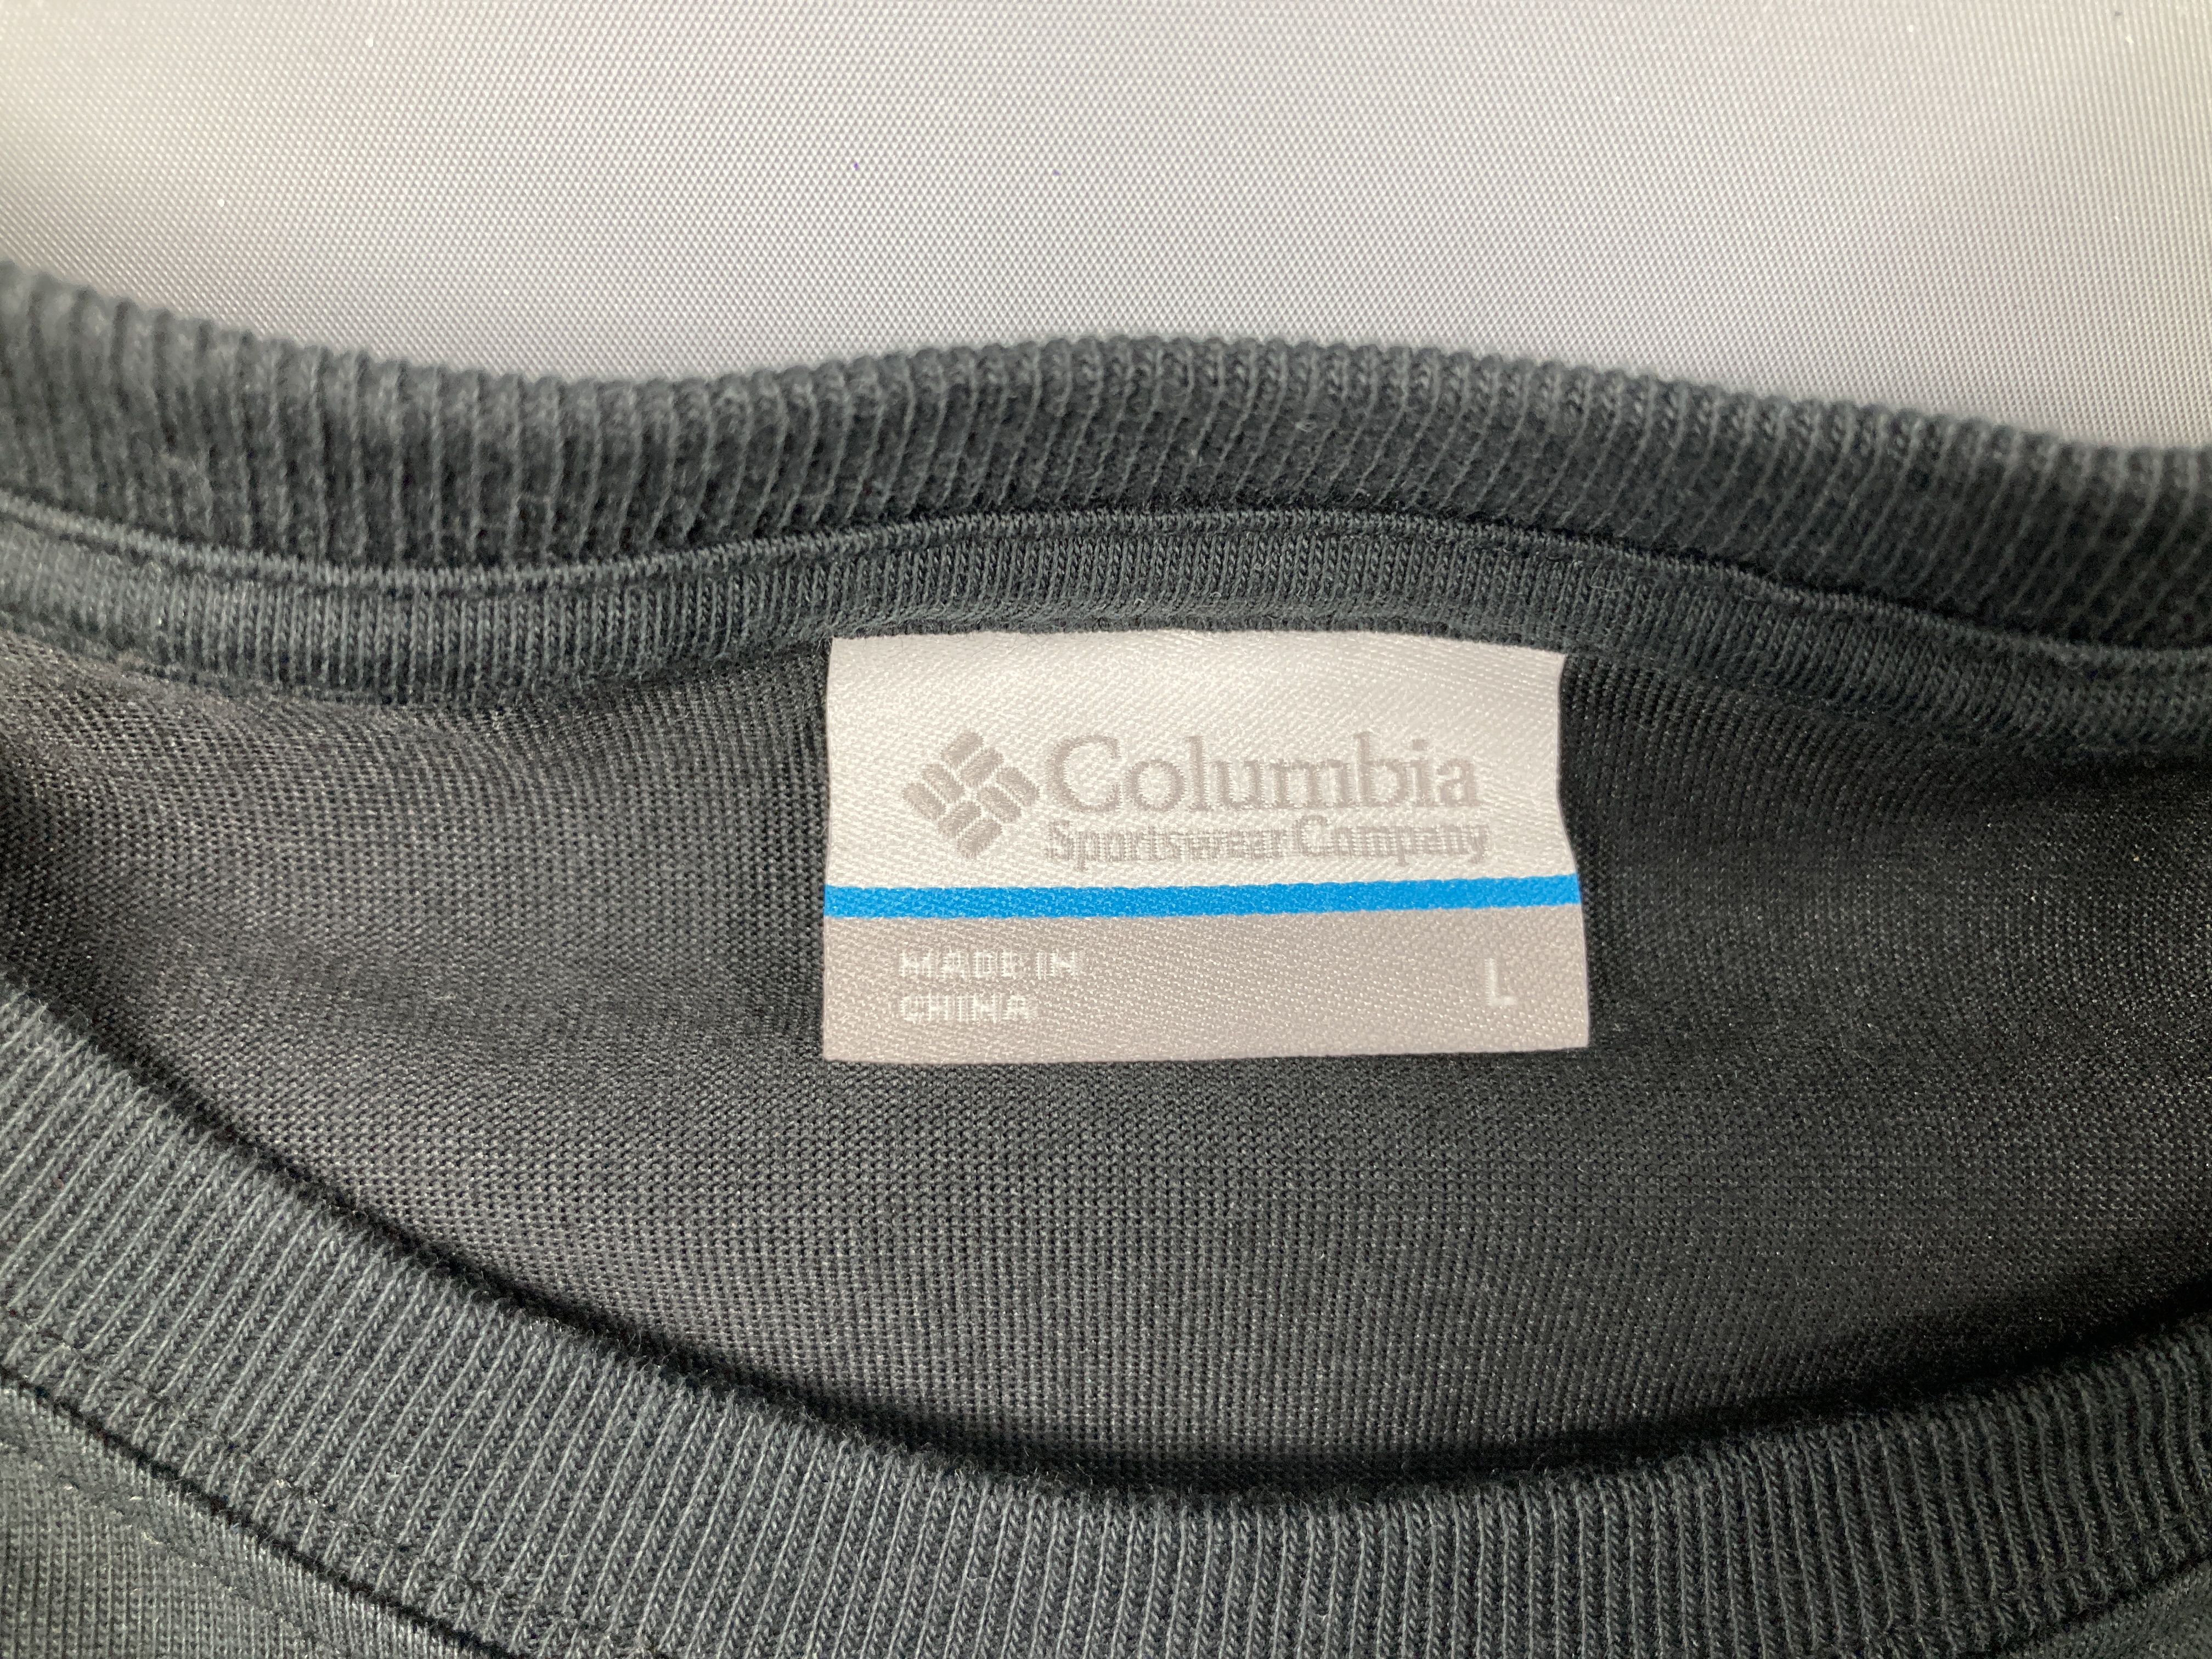 Columbia
Sportswear Company
MADE IN
CHINA
L